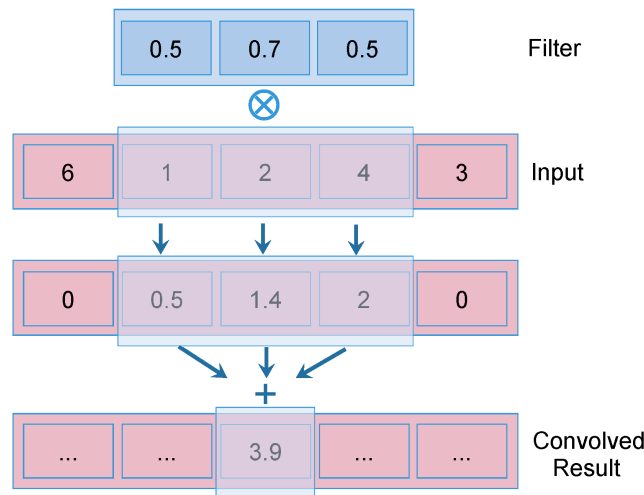 0.5 0.7 0.5 Filter
6 1 2 4 3 Input
0 0.5 1.4 2 0
+
... ... 3.9 ... ... Convolved
Result